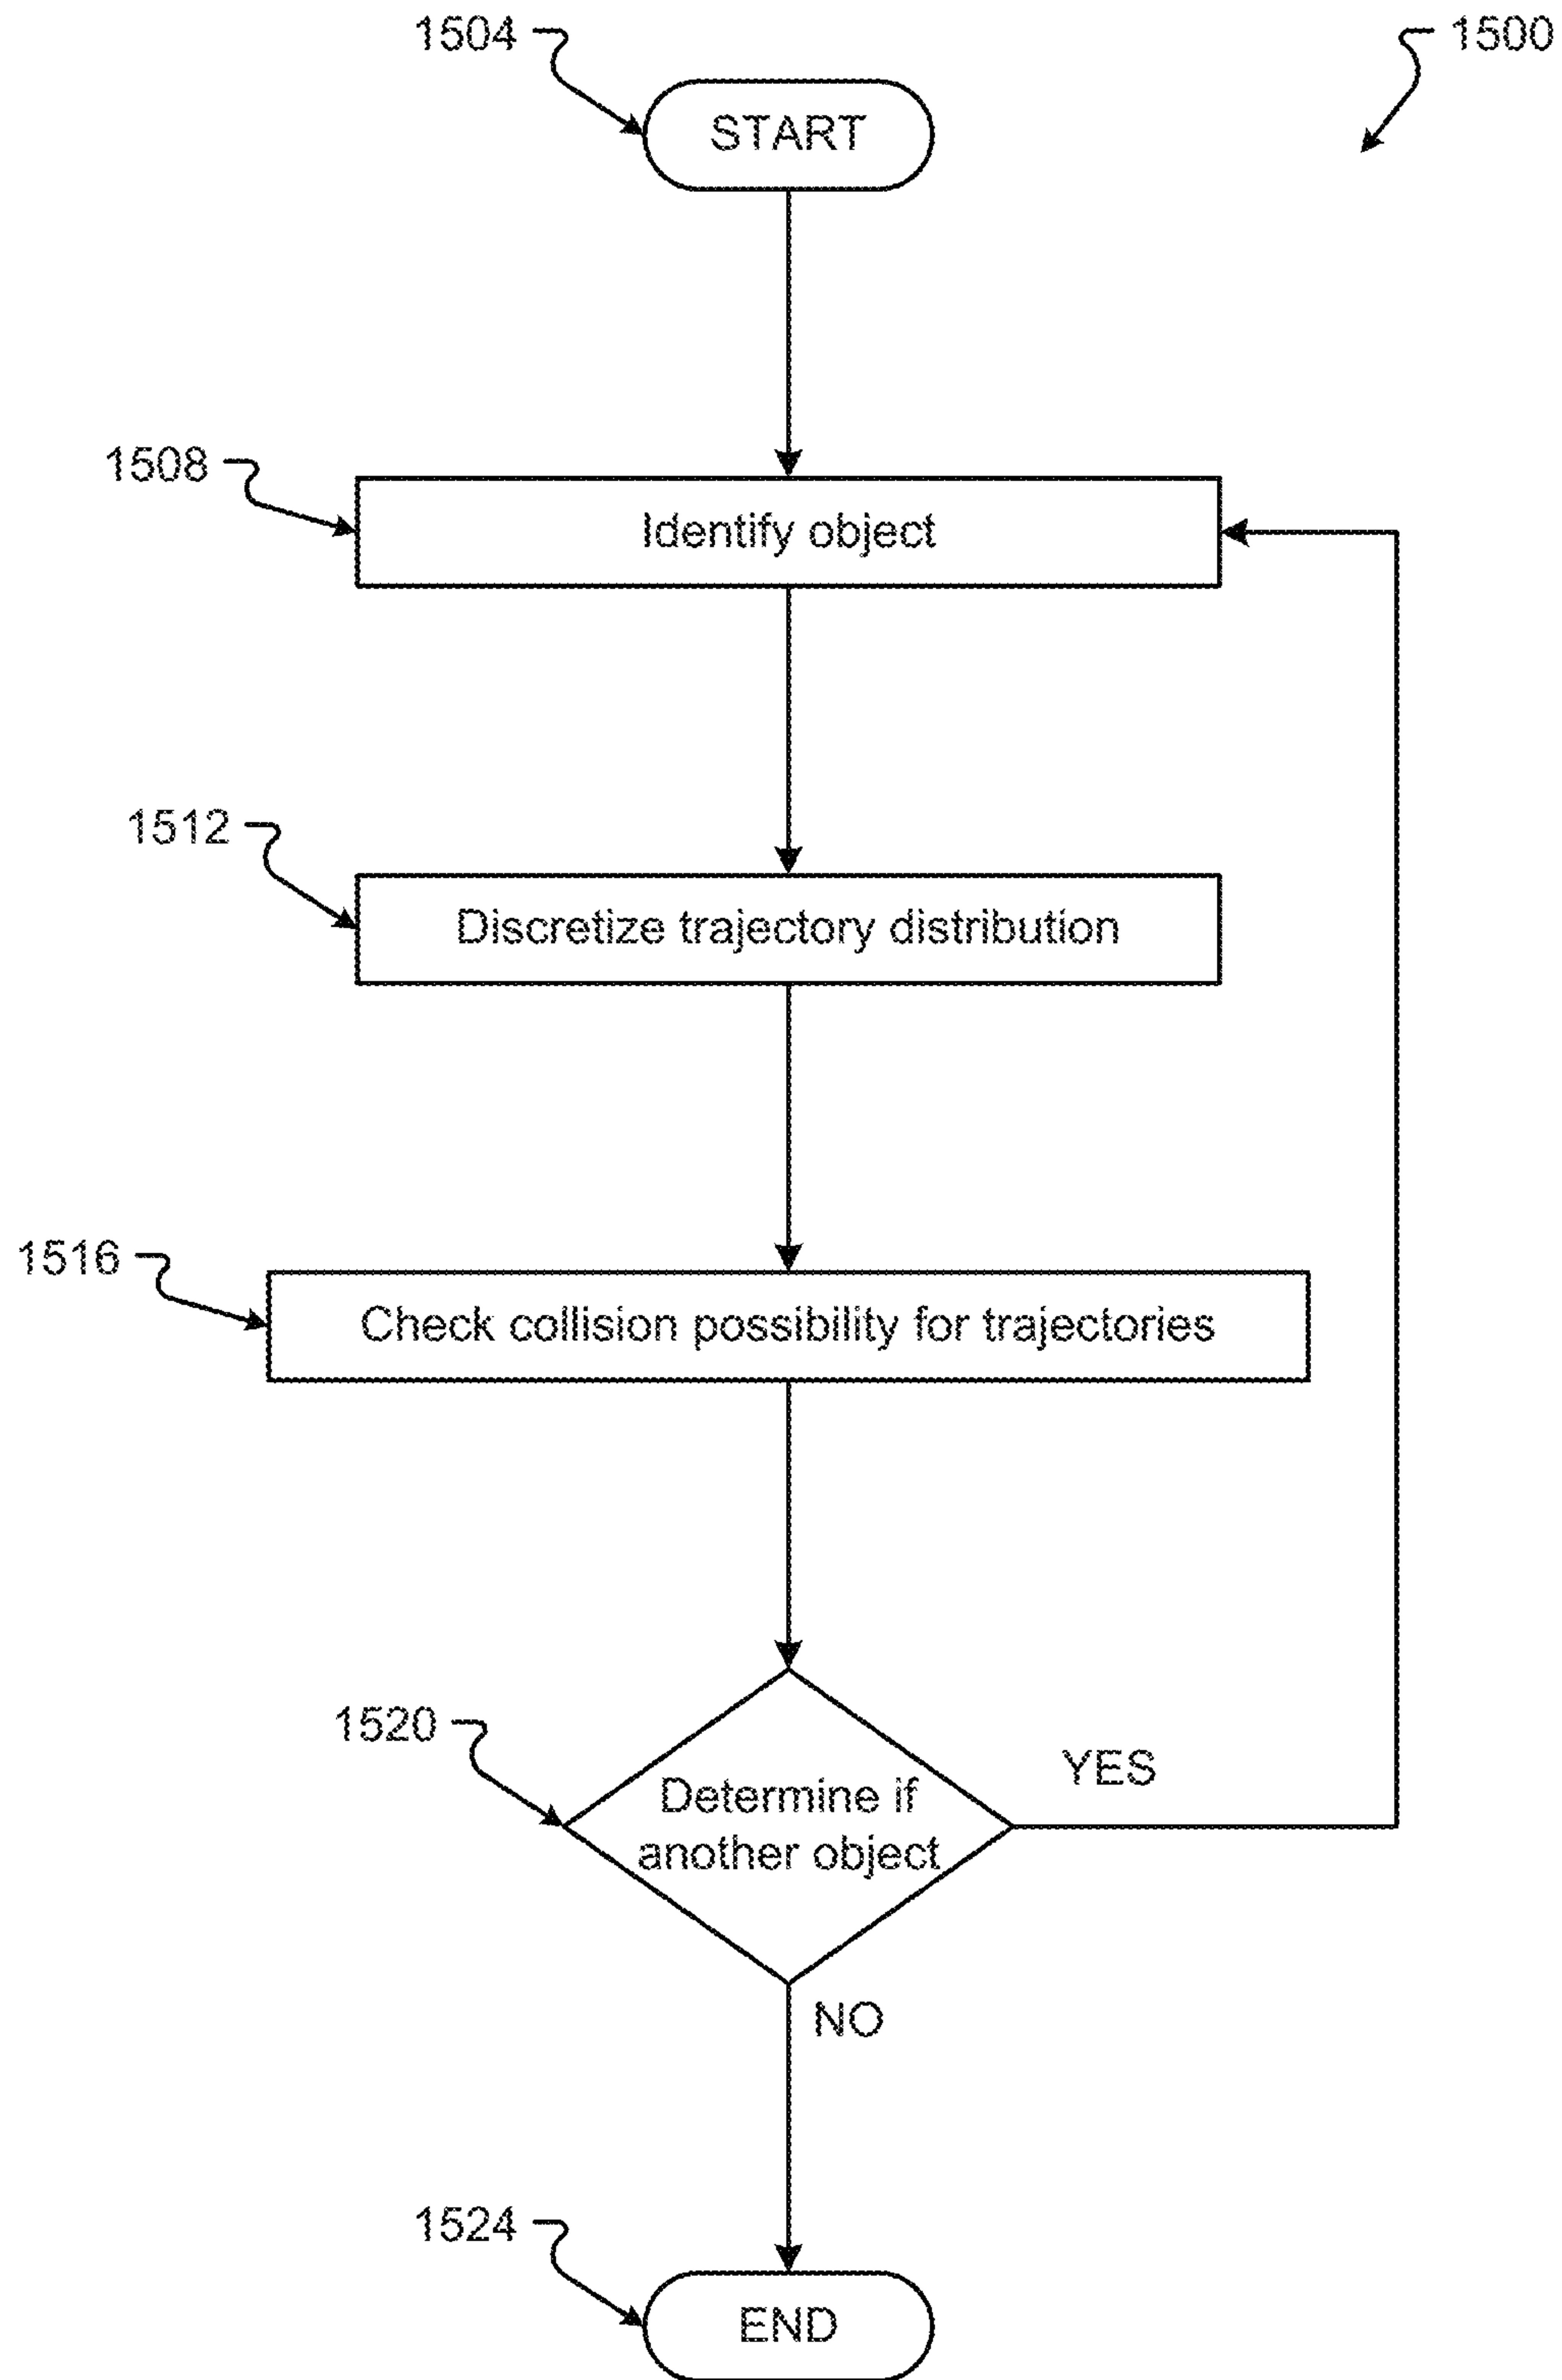 1504
1500
START
1508
Identify object
1512
Discretize trajectory distribution
1516
Check collision possibility for trajectories
1520
Determine if
another object
YES
NO
1524
END